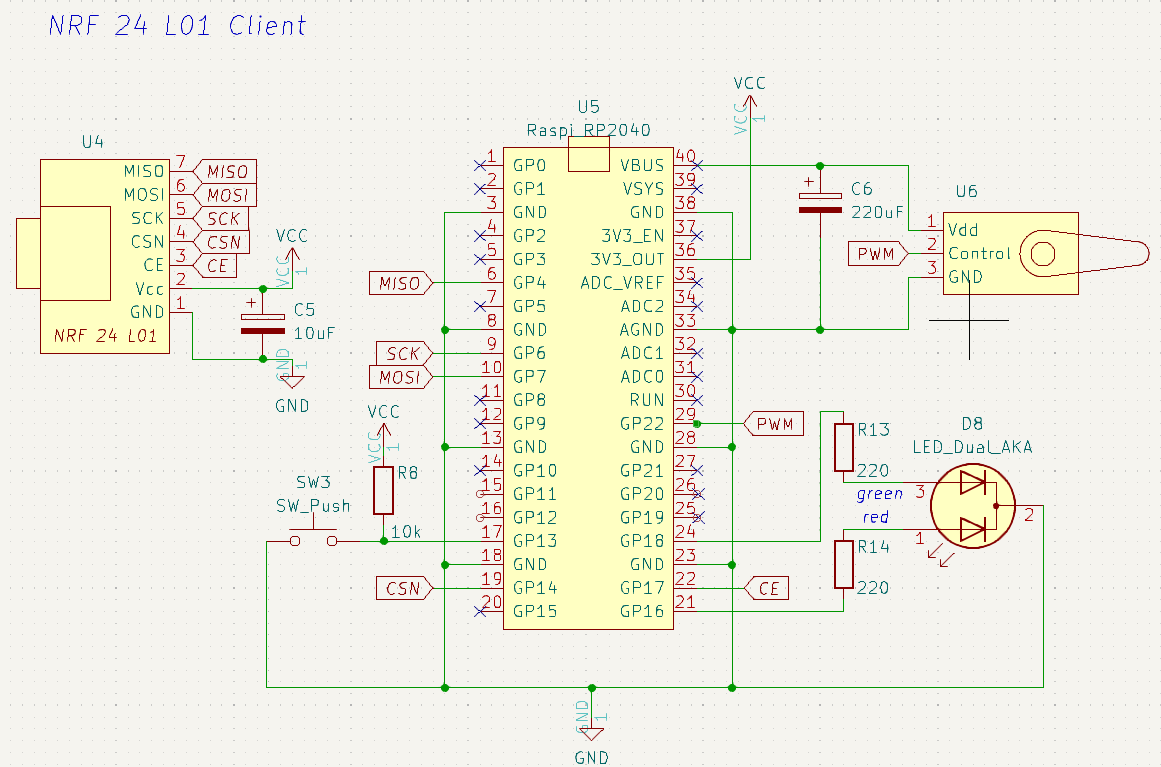 NRF 24 L01 Client
U4
MISO 7 MISO
MOSI 6 MOSI
SCK 5 SCK
CSN 4 CSN
CE 3 CE
Vcc 2
GND 1
NRF 24 L01
VCC
VCC 1
+
C5
10uF
GND 1
GND
U5
Raspi_RP2040
1 GP0
2 GP1
3 GND
4 GP2
5 GP3
MISO 6 GP4
7 GP5
8 GND
SCK 9 GP6
MOSI 10 GP7
11 GP8
12 GP9
13 GND
14 GP10
15 GP11
16 GP12
17 GP13
18 GND
CSN 19 GP14
20 GP15
VBUS 40
VSYS 39
GND 38
3V3_EN 37
3V3_OUT 36
ADC_VREF 35
ADC2 34
AGND 33
ADC1 32
ADC0 31
RUN 30
GP22 29 PWM
GND 28
GP21 27
GP20 26
GP19 25
GP18 24
GND 23
GP17 22 CE
GP16 21
VCC
VCC 1
R8
10k
SW3
SW_Push
VCC
VCC 1
+
C6
220uF
U6
1 Vdd
PWM 2 Control
3 GND
R13
220
green
red
R14
220
D8
LED_Dual_AKA
3
2
1
GND 1
GND